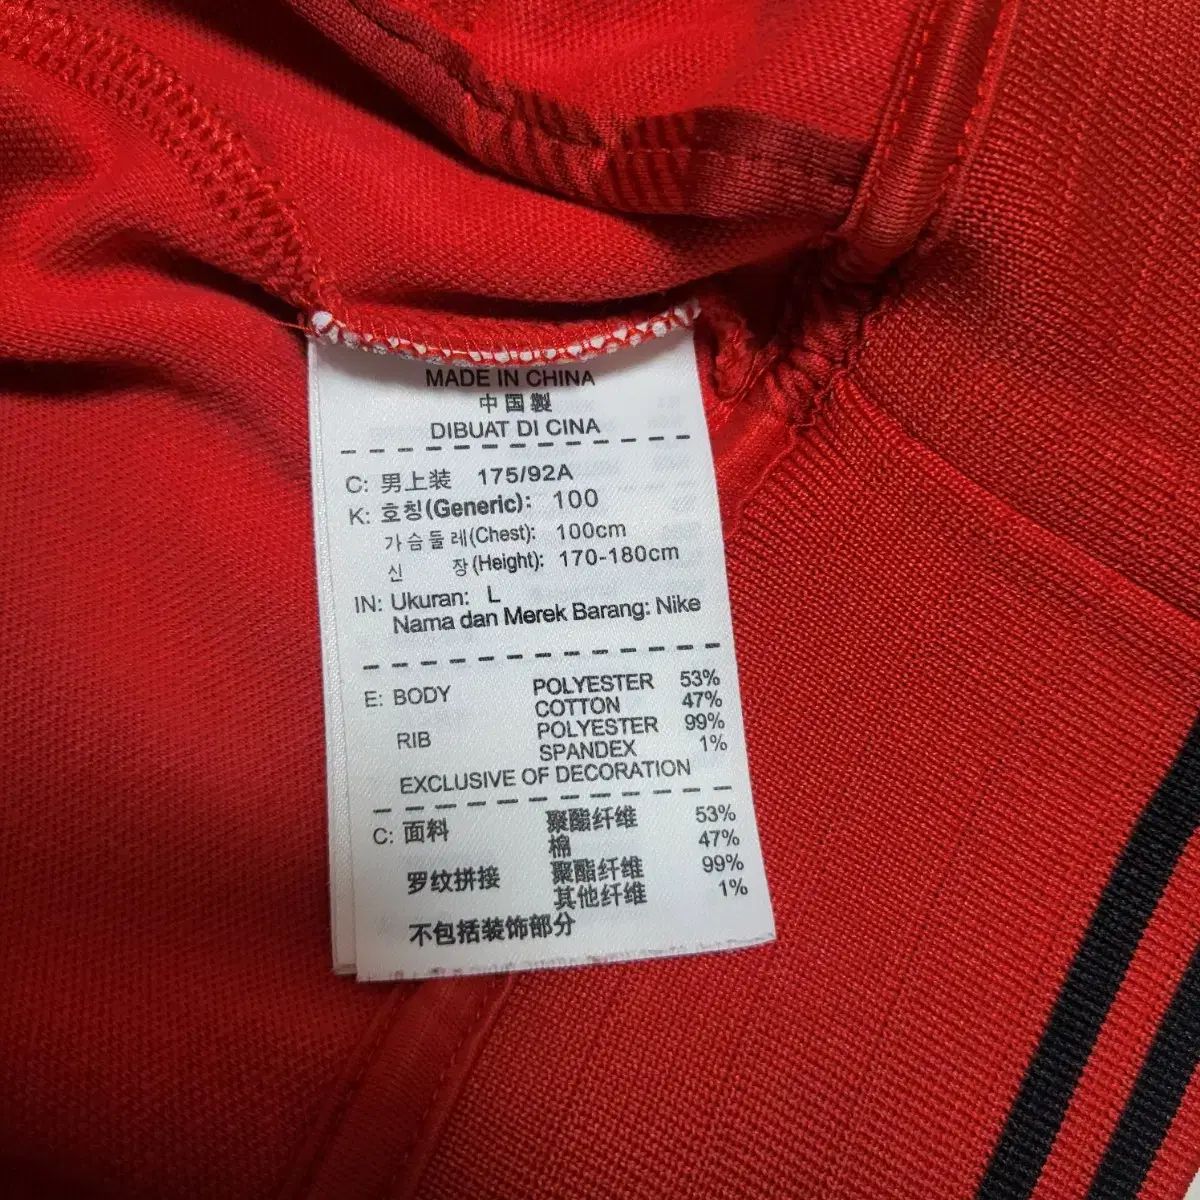 MADE IN CHINA
中国製
DIBUAT DI CINA
C: 男上装 175/92A
K: 호칭(Generic): 100
가슴둘레(Chest): 100cm
신 장(Height): 170-180cm
IN: Ukuran: L
Nama dan Merek Barang: Nike
E: BODY POLYESTER 53%
COTTON 47%
RIB POLYESTER 99%
SPANDEX 1%
EXCLUSIVE OF DECORATION
C: 面料 聚酯纤维 53%
棉 47%
罗纹拼接 聚酯纤维 99%
其他纤维 1%
不包括装饰部分